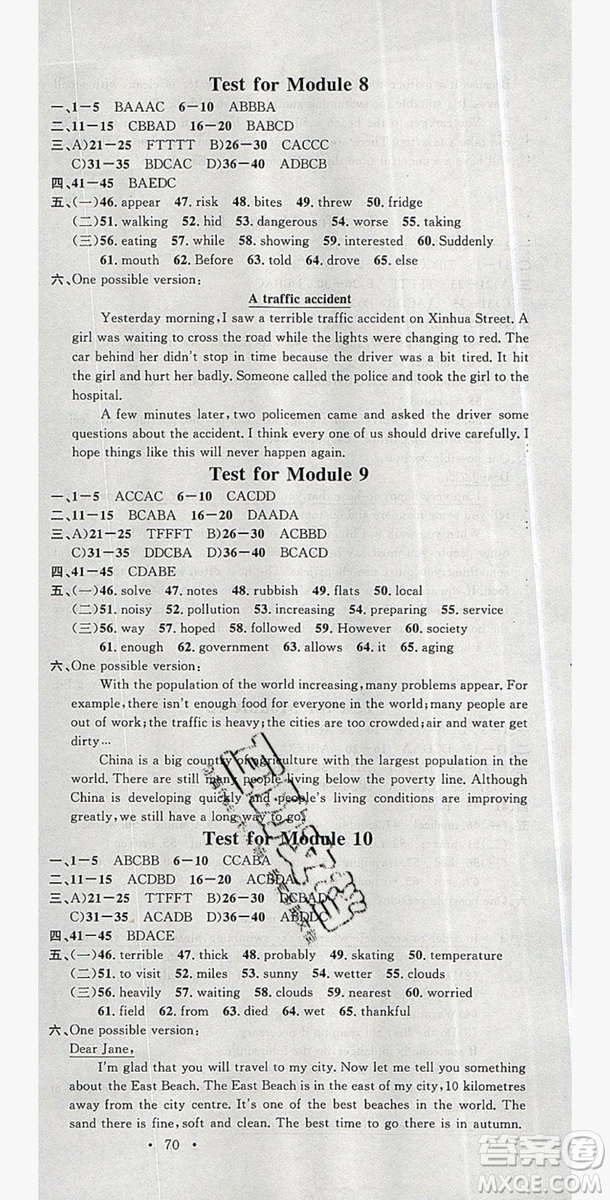 Test for Module 8
一、1-5 BAAAC 6-10 ABBBA
二、11-15 CBBAD 16-20 BABCD
三、A)21-25 FTTTT B)26-30 CACCC
C)31-35 BDCAC D)36-40 ADBCB
四、41-45 BAEDC
五、(一)46. appear 47. risk 48. bites 49. threw 50. fridge
(二)51. walking 52. hid 53. dangerous 54. worse 55. taking
(三)56. eating 57. while 58. showing 59. interested 60. Suddenly
61. mouth 62. Before 63. told 64. drove 65. else
六、One possible version:
A traffic accident
Yesterday morning, I saw a terrible traffic accident on Xinhua Street. A
girl was waiting to cross the road while the lights were changing to red. The
car behind her didn't stop in time because the driver was a bit tired. It hit
the girl and hurt her badly. Someone called the police and took the girl to the
hospital.
A few minutes later, two policemen came and asked the driver some
questions about the accident. I think every one of us should drive carefully. I
hope things like this will never happen again.
Test for Module 9
一、1-5 ACCAC 6-10 CACDD
二、11-15 BCABA 16-20 DAADA
三、A)21-25 TFFFT B)26-30 ACBBD
C)31-35 DDCBA D)36-40 BCACD
四、41-45 CDABE
五、(一)46. solve 47. notes 48. rubbish 49. flats 50. local
(二)51. noisy 52. pollution 53. increasing 54. preparing 55. service
(三)56. way 57. hoped 58. followed 59. However 60. society
61. enough 62. government 63. allows 64. it 65. aging
六、One possible version:
With the population of the world increasing, many problems appear. For
example, there isn't enough food for everyone in the world; many people are
out of work; the traffic is heavy; the cities are too crowded; air and water get
dirty…
China is a big country of agriculture with the largest population in the
world. There are still many people living below the poverty line. Although
China is developing quickly and people's living conditions are improving
greatly, we still have a long way to go.
Test for Module 10
一、1-5 ABCBB 6-10 CCABA
二、11-15 ACDBD 16-20 ACBDA
三、A)21-25 TTFFT B)26-30 DCBAD
C)31-35 ACADB D)36-40 ABDDC
四、41-45 BDACE
五、(一)46. terrible 47. thick 48. probably 49. skating 50. temperature
(二)51. to visit 52. miles 53. sunny 54. wetter 55. clouds
(三)56. heavily 57. waiting 58. clouds 59. nearest 60. worried
61. field 62. from 63. died 64. wet 65. thankful
六、One possible version:
Dear Jane,
I'm glad that you will travel to my city. Now let me tell you something
about the East Beach. The East Beach is in the east of my city, 10 kilometres
away from the city centre. It's one of the best beaches in the world. The
sand there is fine, soft and clean. The best time to go there is in autumn.
• 70 •
答案圈
MXQE.COM